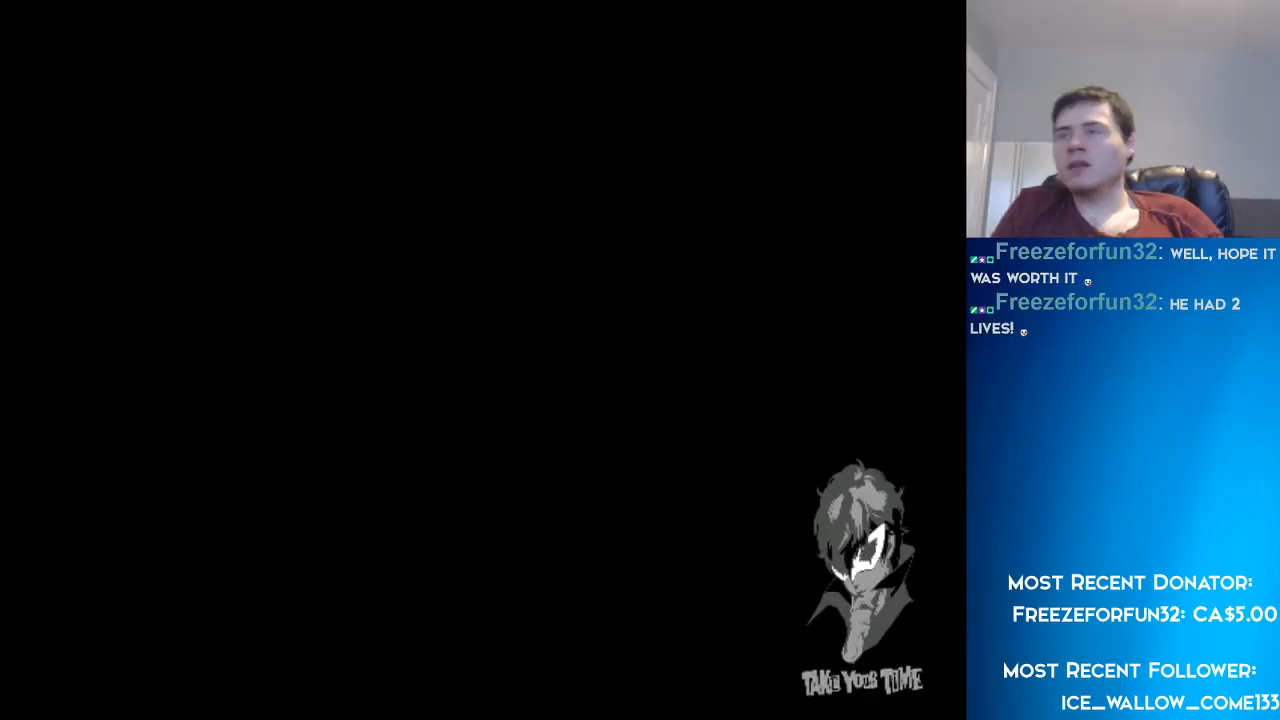 Freezeforfun32: WELL, HOPE IT
WAS WORTH IT
Freezeforfun32: HE HAD 2
LIVES!
MOST RECENT DONATOR:
FREEZEFORFUN32: CA$5.00
MOST RECENT FOLLOWER:
ICE_WALLOW_COME133
TAKE YOUR TIME